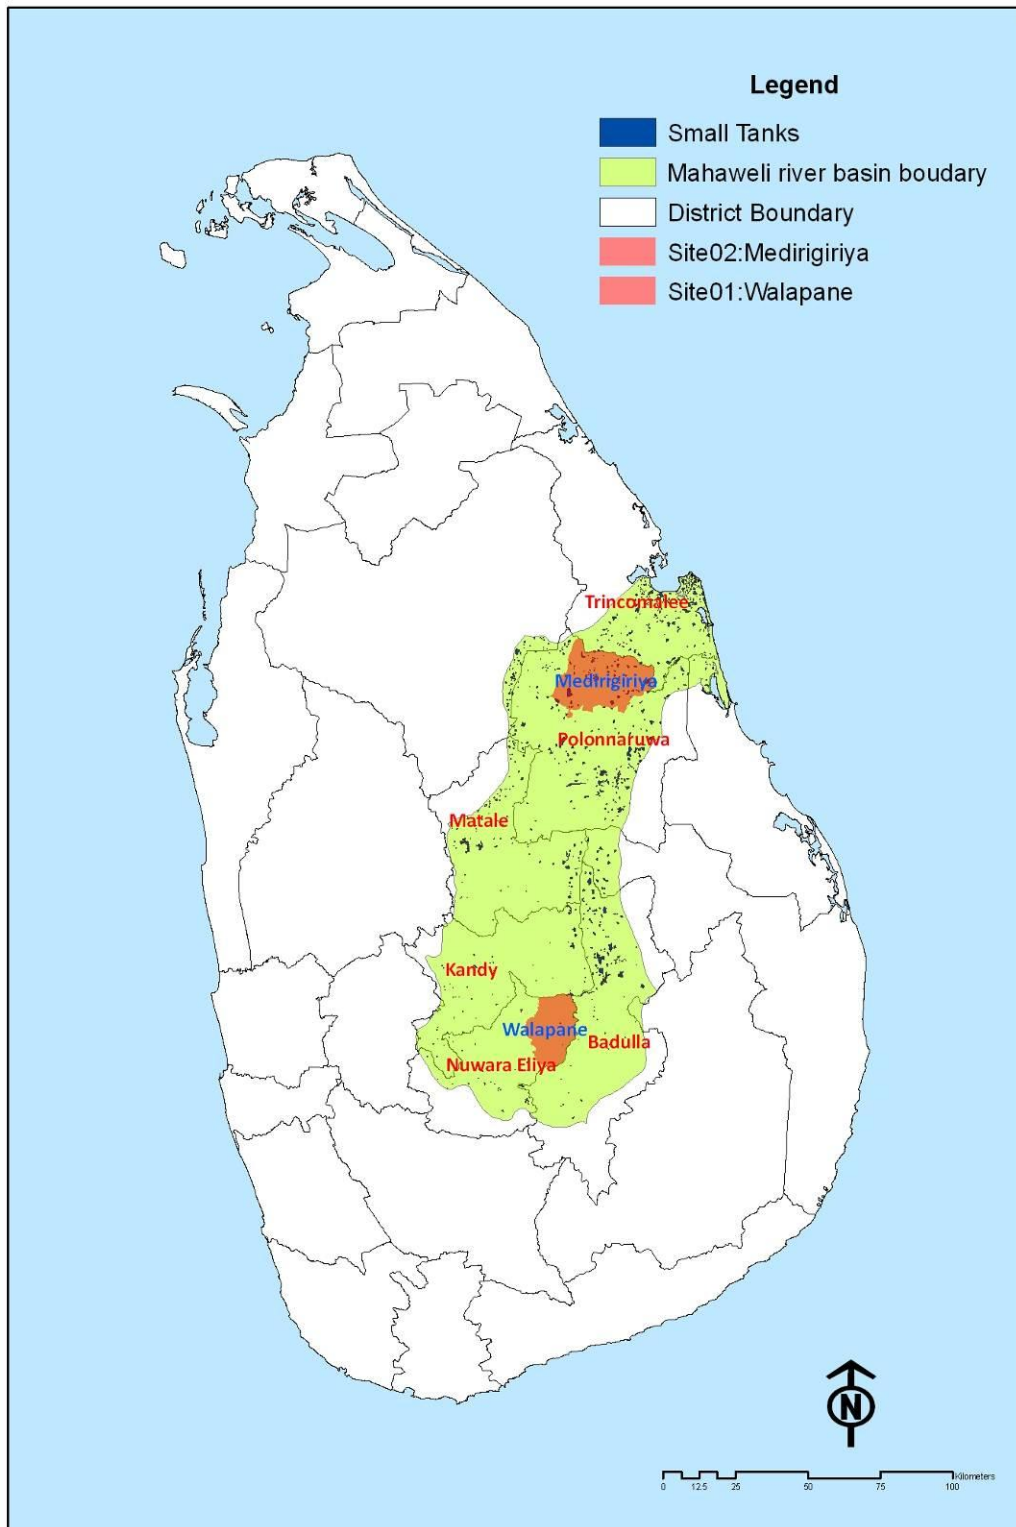 Legend
Small Tanks
Mahaweli river basin boudary
District Boundary
Site02:Medirigiriya
Site01:Walapane
Trincomalee
Medirigiriya
Polonnaruwa
Matale
Kandy
Walapane
Badulla
Nuwara Eliya
N
Kilometers
0 12.5 25 50 75 100